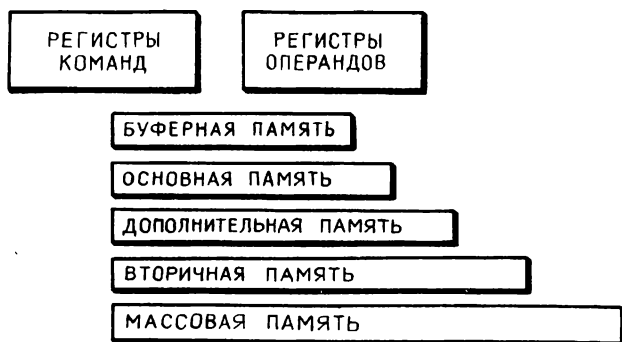 РЕГИСТРЫ
КОМАНД
РЕГИСТРЫ
ОПЕРАНДОВ
БУФЕРНАЯ ПАМЯТЬ
ОСНОВНАЯ ПАМЯТЬ
ДОПОЛНИТЕЛЬНАЯ ПАМЯТЬ
ВТОРИЧНАЯ ПАМЯТЬ
МАССОВАЯ ПАМЯТЬ